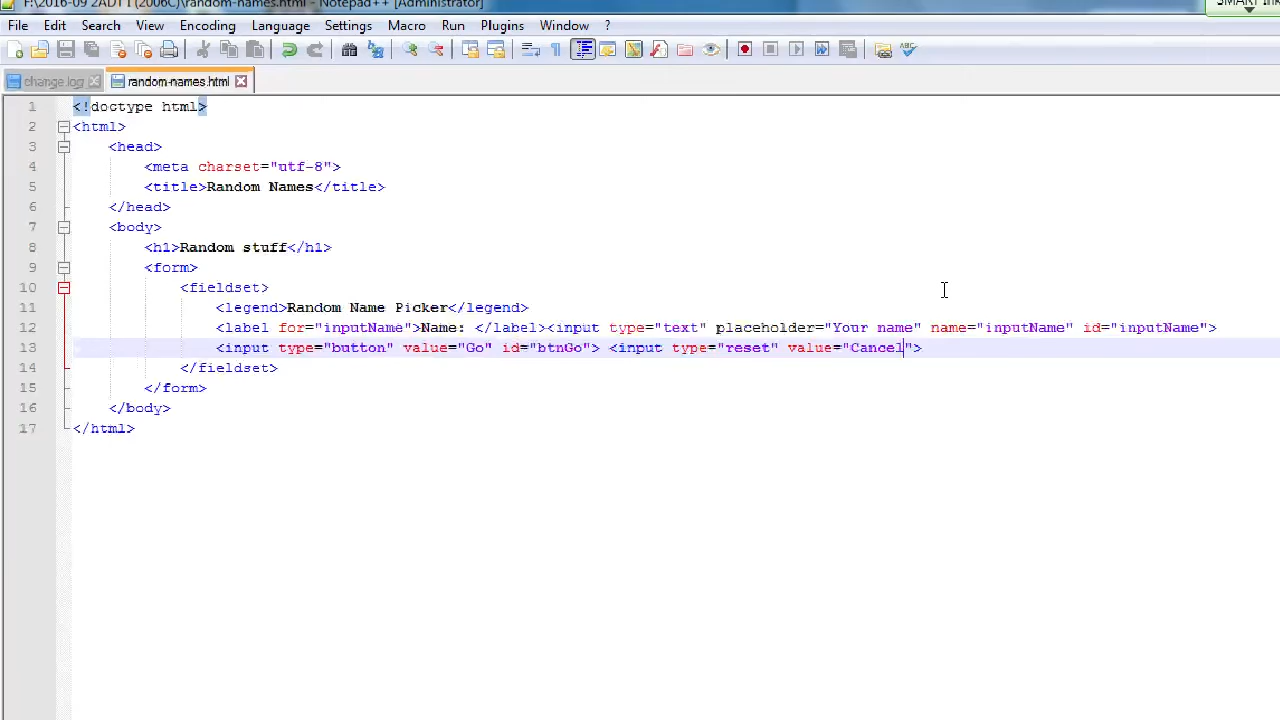 F:\2016-09 2ADT1 (2006C)\random-names.html - Notepad++ [Administrator]
SMART Ink
File Edit Search View Encoding Language Settings Macro Run Plugins Window ?
change.log random-names.html
1 <!doctype html>
2 <html>
3 <head>
4 <meta charset="utf-8">
5 <title>Random Names</title>
6 </head>
7 <body>
8 <h1>Random stuff</h1>
9 <form>
10 <fieldset>
11 <legend>Random Name Picker</legend>
12 <label for="inputName">Name: </label><input type="text" placeholder="Your name" name="inputName" id="inputName">
13 <input type="button" value="Go" id="btnGo"> <input type="reset" value="Cancel">
14 </fieldset>
15 </form>
16 </body>
17 </html>